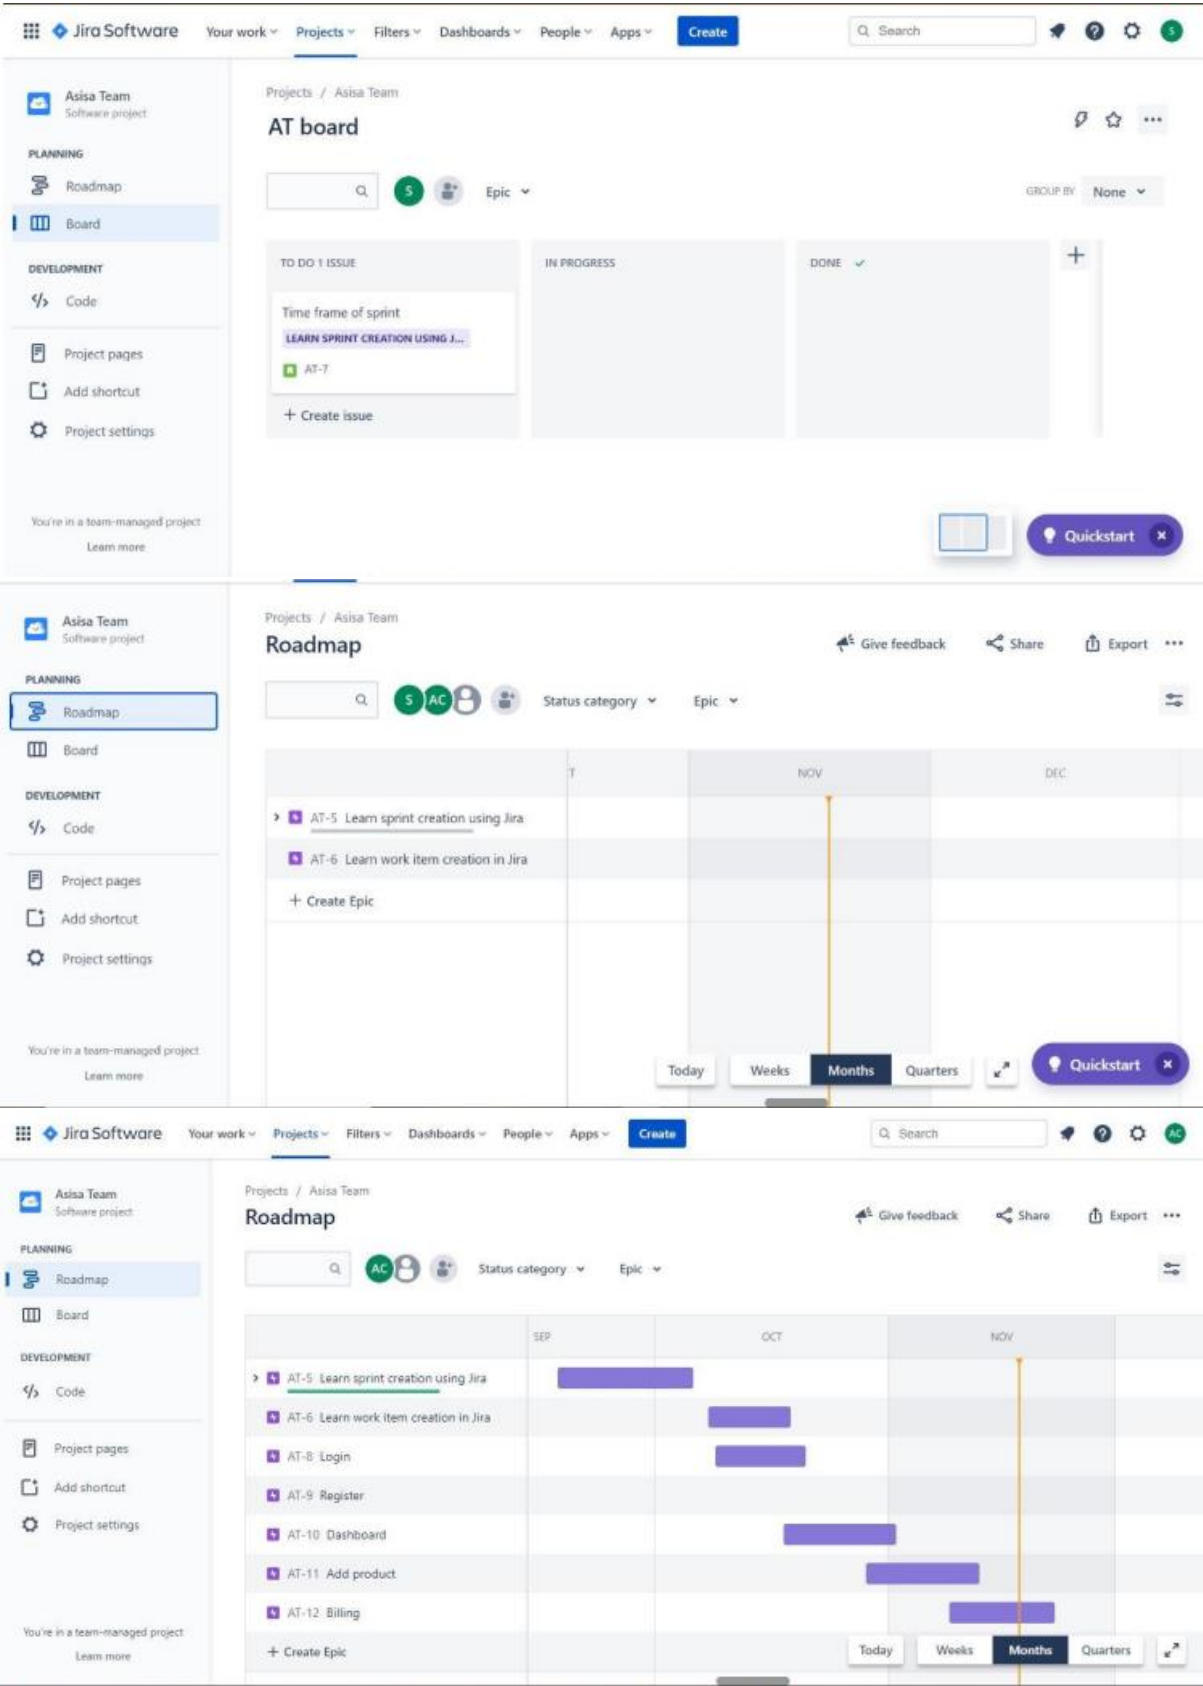 Jira Software Your work Projects Filters Dashboards People Apps Create Search S
Asisa Team
Software project
PLANNING
Roadmap
Board
DEVELOPMENT
Code
Project pages
Add shortcut
Project settings
You're in a team-managed project
Learn more
Projects / Asisa Team
AT board
S Epic GROUP BY None
TO DO 1 ISSUE IN PROGRESS DONE
Time frame of sprint
LEARN SPRINT CREATION USING J...
AT-7
+ Create issue
Quickstart
Asisa Team
Software project
PLANNING
Roadmap
Board
DEVELOPMENT
Code
Project pages
Add shortcut
Project settings
You're in a team-managed project
Learn more
Projects / Asisa Team
Roadmap Give feedback Share Export
S AC Status category Epic
T NOV DEC
AT-5 Learn sprint creation using Jira
AT-6 Learn work item creation in Jira
+ Create Epic
Today Weeks Months Quarters Quickstart
Jira Software Your work Projects Filters Dashboards People Apps Create Search AC
Asisa Team
Software project
PLANNING
Roadmap
Board
DEVELOPMENT
Code
Project pages
Add shortcut
Project settings
You're in a team-managed project
Learn more
Projects / Asisa Team
Roadmap Give feedback Share Export
AC Status category Epic
SEP OCT NOV
AT-5 Learn sprint creation using Jira
AT-6 Learn work item creation in Jira
AT-8 Login
AT-9 Register
AT-10 Dashboard
AT-11 Add product
AT-12 Billing
+ Create Epic
Today Weeks Months Quarters